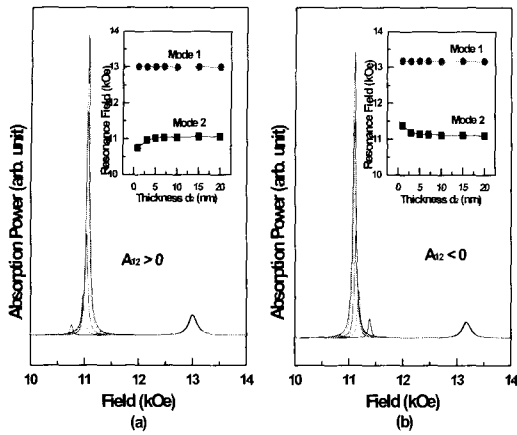 Absorption Power (arb. unit)
Resonance Field (kOe)
14
13
12
11
10
Mode 1
Mode 2
0 5 10 15 20
Thickness d₂ (nm)
A₁₂ > 0
10 11 12 13 14
Field (kOe)
(a)
Absorption Power (arb. unit)
Resonance Field (kOe)
14
13
12
11
10
Mode 1
Mode 2
0 5 10 15 20
Thickness d₂ (nm)
A₁₂ < 0
10 11 12 13 14
Field (kOe)
(b)